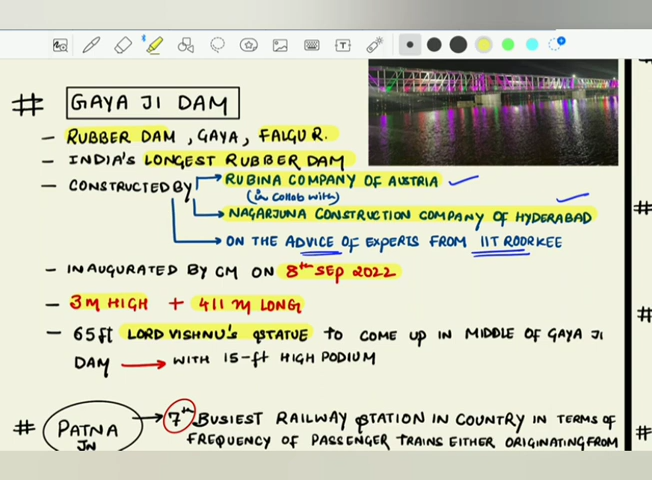 # GAYA JI DAM
– RUBBER DAM, GAYA, FALGU R.
– INDIA'S LONGEST RUBBER DAM
– CONSTRUCTED BY → RUBINA COMPANY OF AUSTRIA
(in collab with)
→ NAGARJUNA CONSTRUCTION COMPANY OF HYDERABAD
→ ON THE ADVICE OF EXPERTS FROM IIT ROORKEE
– INAUGURATED BY CM ON 8th SEP 2022
– 3M HIGH + 411 M LONG
– 65ft LORD VISHNU's STATUE TO COME UP IN MIDDLE OF GAYA JI
DAM → WITH 15-ft HIGH PODIUM
# PATNA JN → 7th BUSIEST RAILWAY STATION IN COUNTRY IN TERMS OF
FREQUENCY OF PASSENGER TRAINS EITHER ORIGINATING FROM